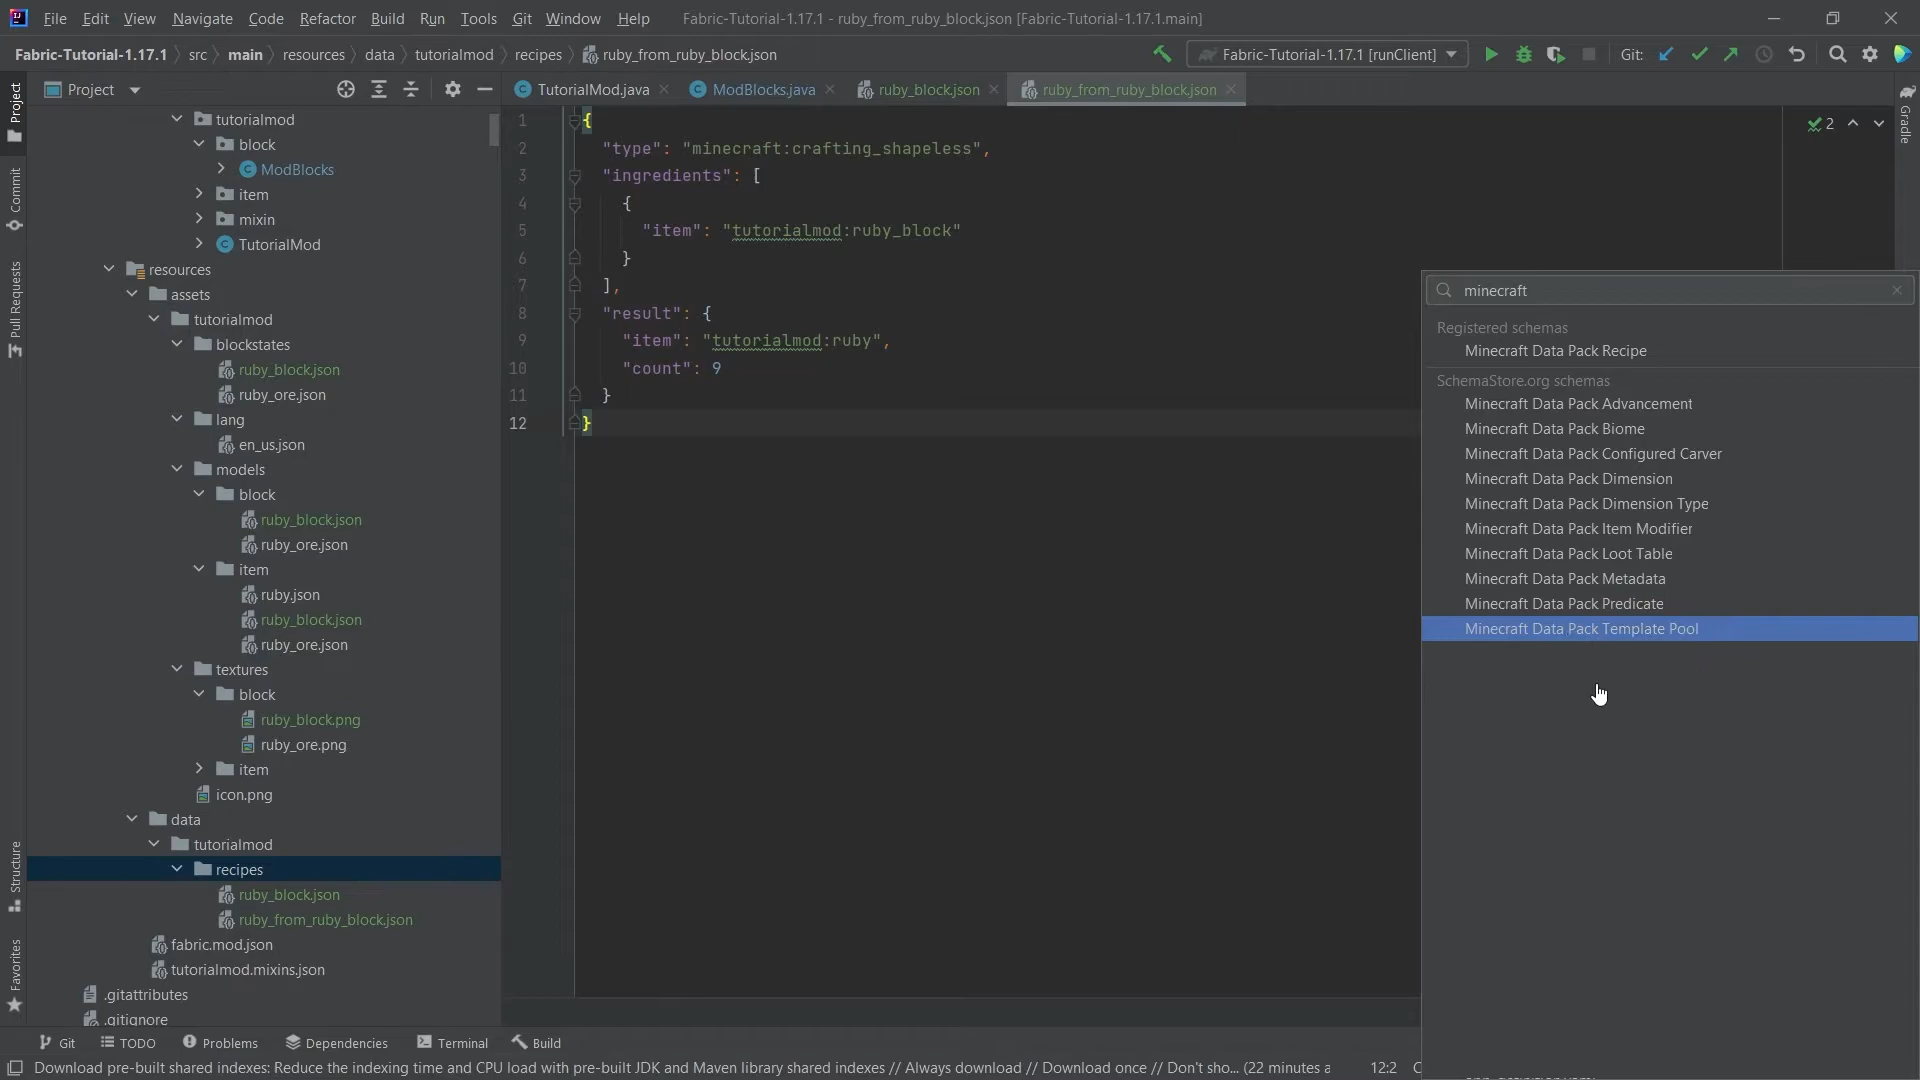 File Edit View Navigate Code Refactor Build Run Tools Git Window Help Fabric-Tutorial-1.17.1 - ruby_from_ruby_block.json [Fabric-Tutorial-1.17.1.main]
Fabric-Tutorial-1.17.1 src main resources data tutorialmod recipes ruby_from_ruby_block.json Fabric-Tutorial-1.17.1 [runClient] Git:
Project
TutorialMod.java ModBlocks.java ruby_block.json ruby_from_ruby_block.json
Project
Commit
Pull Requests
Structure
Favorites
Gradle
tutorialmod
block
ModBlocks
item
mixin
TutorialMod
resources
assets
tutorialmod
blockstates
ruby_block.json
ruby_ore.json
lang
en_us.json
models
block
ruby_block.json
ruby_ore.json
item
ruby.json
ruby_block.json
ruby_ore.json
textures
block
ruby_block.png
ruby_ore.png
item
icon.png
data
tutorialmod
recipes
ruby_block.json
ruby_from_ruby_block.json
fabric.mod.json
tutorialmod.mixins.json
.gitattributes
.gitignore
1 {
2 "type": "minecraft:crafting_shapeless",
3 "ingredients": [
4 {
5 "item": "tutorialmod:ruby_block"
6 }
7 ],
8 "result": {
9 "item": "tutorialmod:ruby",
10 "count": 9
11 }
12 }
2
minecraft
Registered schemas
Minecraft Data Pack Recipe
SchemaStore.org schemas
Minecraft Data Pack Advancement
Minecraft Data Pack Biome
Minecraft Data Pack Configured Carver
Minecraft Data Pack Dimension
Minecraft Data Pack Dimension Type
Minecraft Data Pack Item Modifier
Minecraft Data Pack Loot Table
Minecraft Data Pack Metadata
Minecraft Data Pack Predicate
Minecraft Data Pack Template Pool
Git TODO Problems Dependencies Terminal Build
Download pre-built shared indexes: Reduce the indexing time and CPU load with pre-built JDK and Maven library shared indexes // Always download // Download once // Don't sho... (22 minutes a 12:2 C